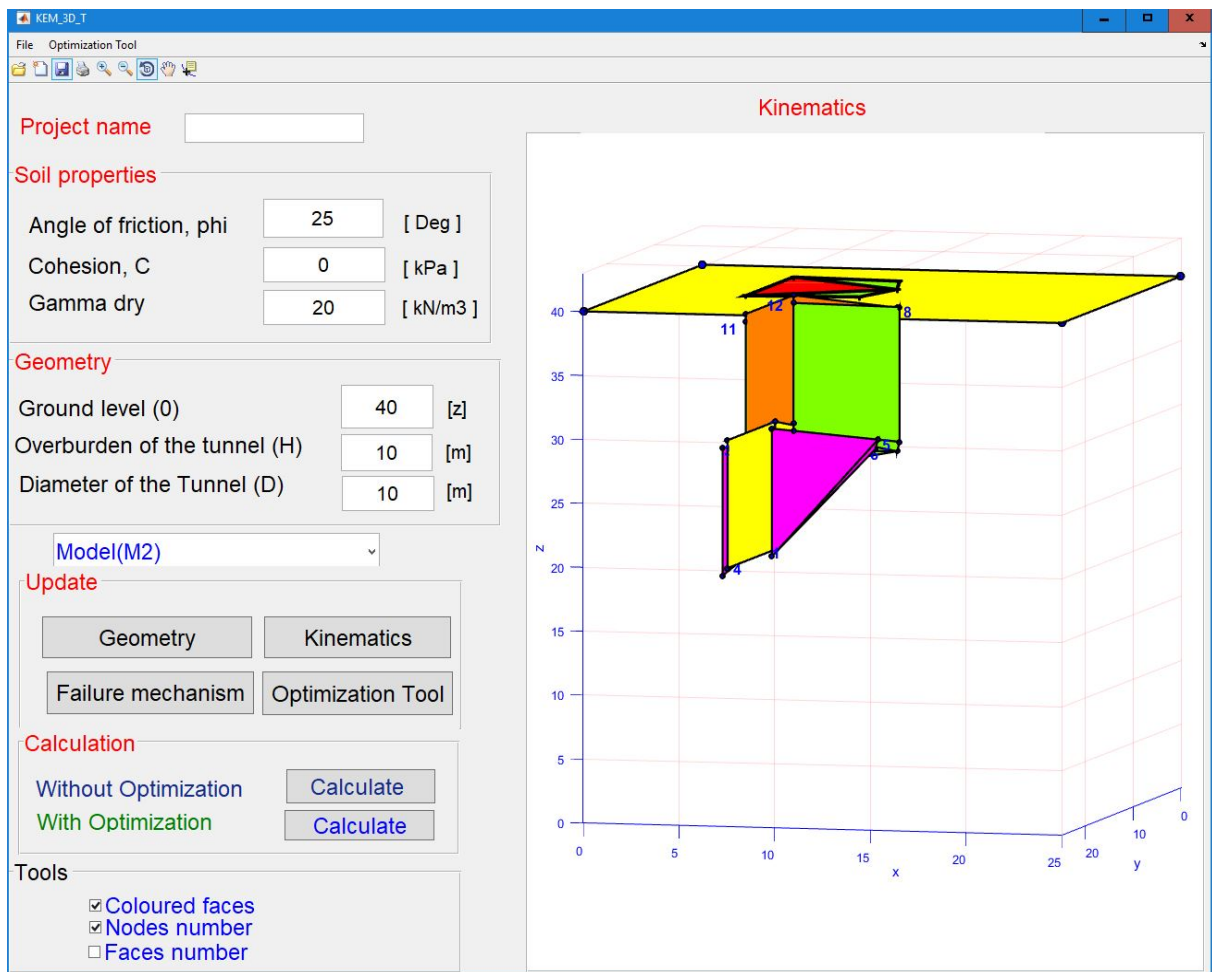 KEM_3D_T
File Optimization Tool
Project name
Soil properties
Angle of friction, phi 25 [ Deg ]
Cohesion, C 0 [ kPa ]
Gamma dry 20 [ kN/m3 ]
Geometry
Ground level (0) 40 [z]
Overburden of the tunnel (H) 10 [m]
Diameter of the Tunnel (D) 10 [m]
Model(M2)
Update
Geometry Kinematics
Failure mechanism Optimization Tool
Calculation
Without Optimization Calculate
With Optimization Calculate
Tools
Coloured faces
Nodes number
Faces number
Kinematics
12
8
11
5
6
4
40
35
30
25
z
20
15
10
5
0
0 5 10 15 20 25
x
20 10 0
y